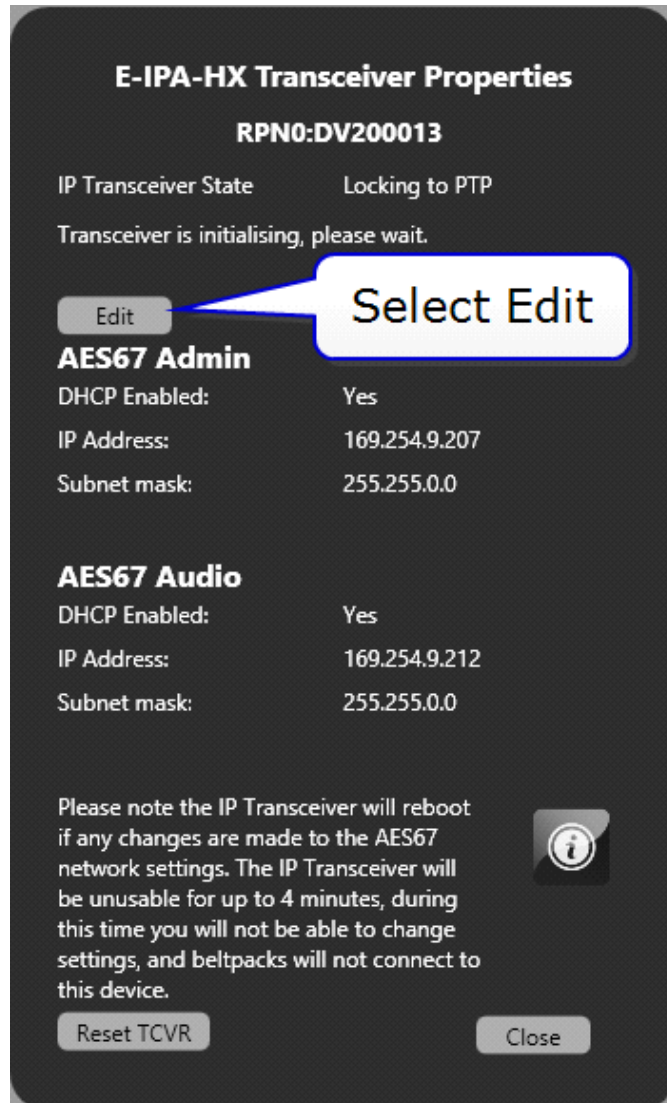 E-IPA-HX Transceiver Properties
RPN0:DV200013
IP Transceiver State Locking to PTP
Transceiver is initialising, please wait.
Edit
Select Edit
AES67 Admin
DHCP Enabled: Yes
IP Address: 169.254.9.207
Subnet mask: 255.255.0.0
AES67 Audio
DHCP Enabled: Yes
IP Address: 169.254.9.212
Subnet mask: 255.255.0.0
Please note the IP Transceiver will reboot
if any changes are made to the AES67
network settings. The IP Transceiver will
be unusable for up to 4 minutes, during
this time you will not be able to change
settings, and beltpacks will not connect to
this device.
Reset TCVR
Close